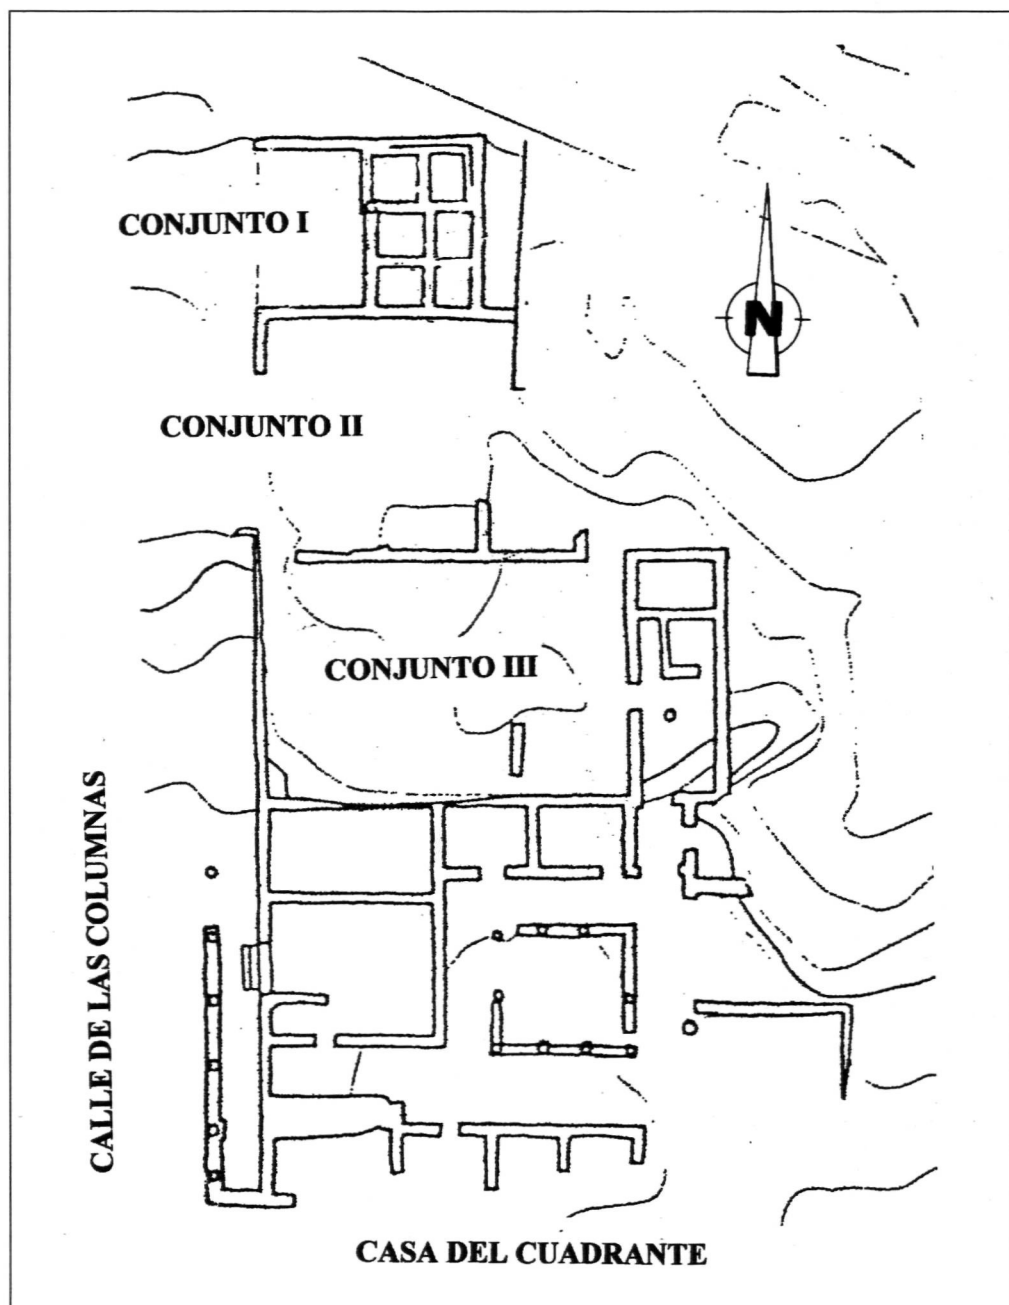 CONJUNTO I
N
CONJUNTO II
CONJUNTO III
CALLE DE LAS COLUMNAS
CASA DEL CUADRANTE